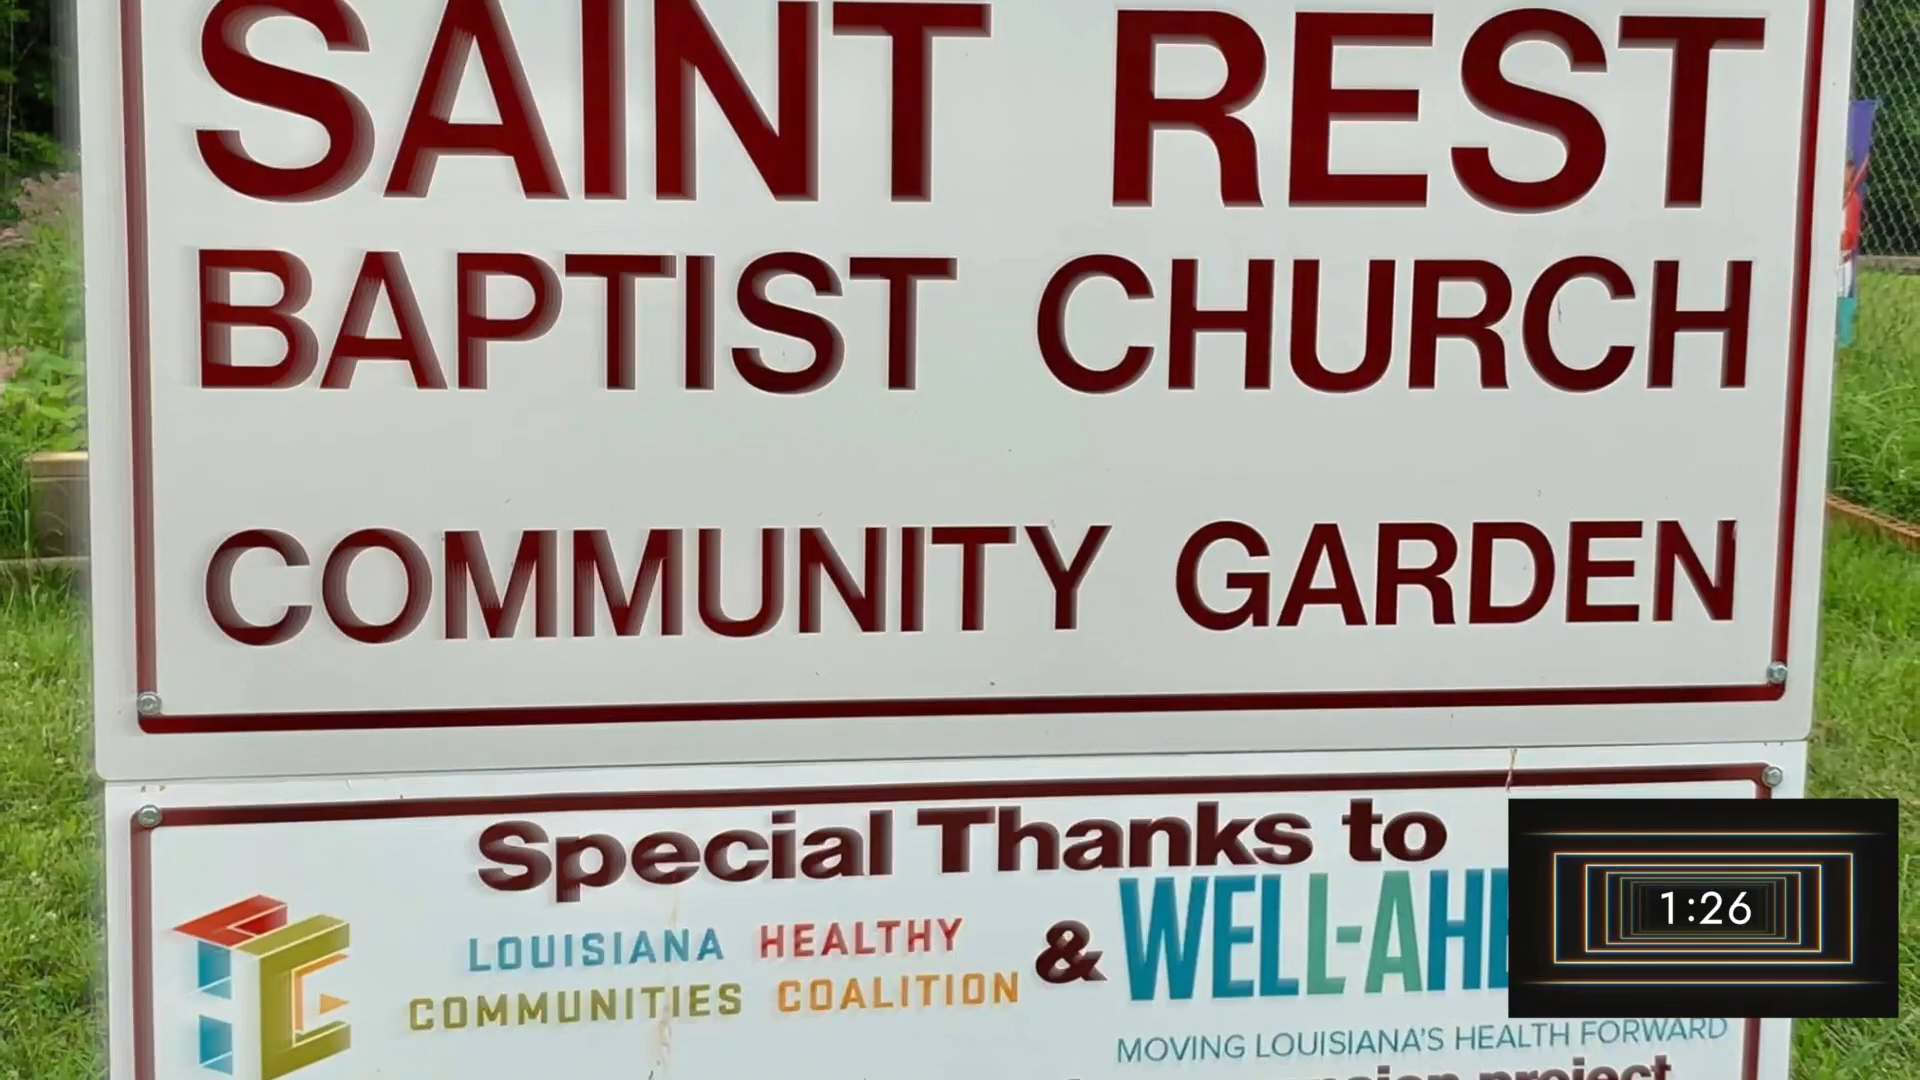 SAINT REST
BAPTIST CHURCH
COMMUNITY GARDEN
Special Thanks to
LOUISIANA HEALTHY
COMMUNITIES COALITION
&
MOVING LOUISIANA'S HEALTH FORWARD
project
1:26